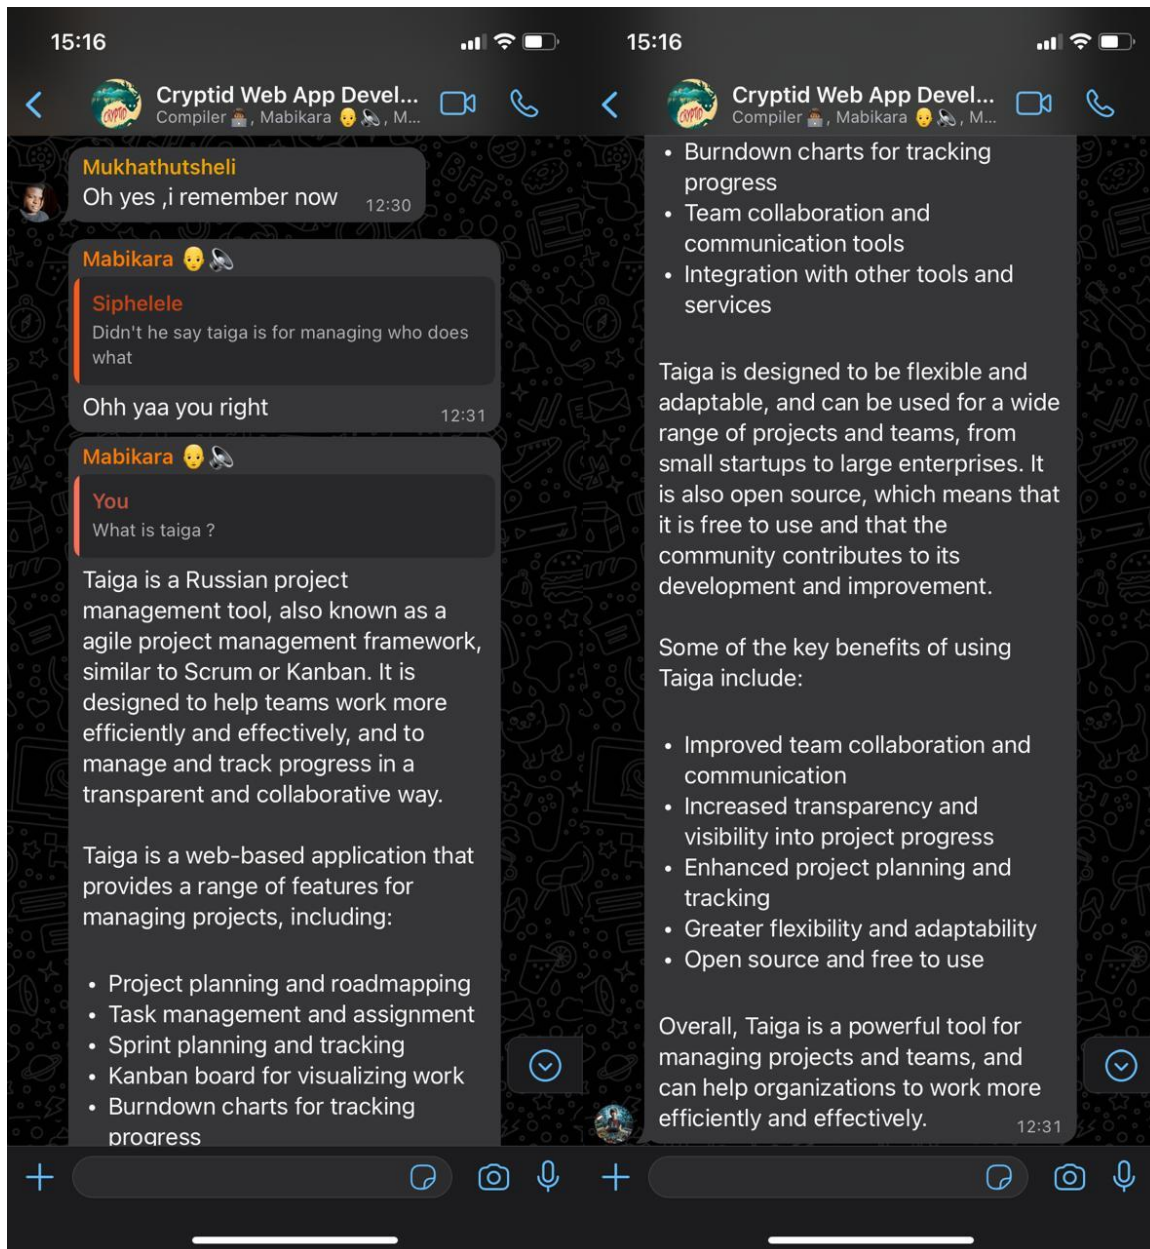 15:16
Cryptid Web App Devel...
Compiler 👨🏾‍💻, Mabikara 👨‍🦲🔊, M...
CRYPTID
Mukhathutsheli
Oh yes ,i remember now 12:30
Mabikara 👨‍🦲🔊
Siphelele
Didn't he say taiga is for managing who does
what
Ohh yaa you right 12:31
Mabikara 👨‍🦲🔊
You
What is taiga ?
Taiga is a Russian project
management tool, also known as a
agile project management framework,
similar to Scrum or Kanban. It is
designed to help teams work more
efficiently and effectively, and to
manage and track progress in a
transparent and collaborative way.
Taiga is a web-based application that
provides a range of features for
managing projects, including:
• Project planning and roadmapping
• Task management and assignment
• Sprint planning and tracking
• Kanban board for visualizing work
• Burndown charts for tracking
progress
15:16
Cryptid Web App Devel...
Compiler 👨🏾‍💻, Mabikara 👨‍🦲🔊, M...
CRYPTID
• Burndown charts for tracking
progress
• Team collaboration and
communication tools
• Integration with other tools and
services
Taiga is designed to be flexible and
adaptable, and can be used for a wide
range of projects and teams, from
small startups to large enterprises. It
is also open source, which means that
it is free to use and that the
community contributes to its
development and improvement.
Some of the key benefits of using
Taiga include:
• Improved team collaboration and
communication
• Increased transparency and
visibility into project progress
• Enhanced project planning and
tracking
• Greater flexibility and adaptability
• Open source and free to use
Overall, Taiga is a powerful tool for
managing projects and teams, and
can help organizations to work more
efficiently and effectively. 12:31